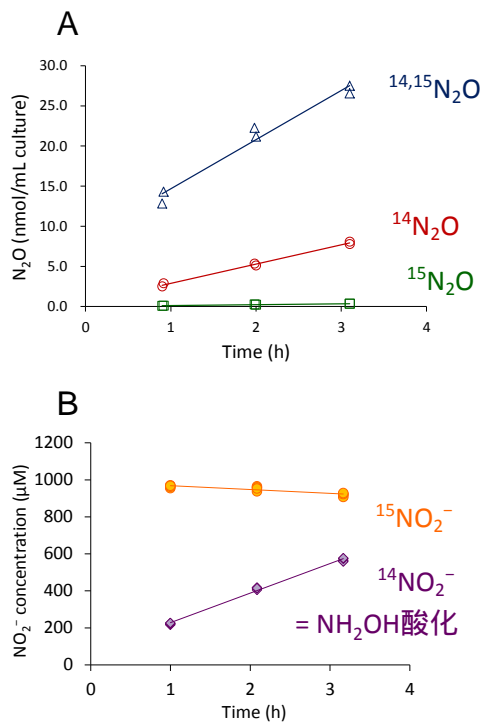 A
N₂O (nmol/mL culture)
30.0
25.0
20.0
15.0
10.0
5.0
0.0
0
1
2
3
4
Time (h)
¹⁴,¹⁵N₂O
¹⁴N₂O
¹⁵N₂O
B
NO₂⁻ concentration (μM)
1200
1000
800
600
400
200
0
0
1
2
3
4
Time (h)
¹⁵NO₂⁻
¹⁴NO₂⁻
= NH₂OH酸化